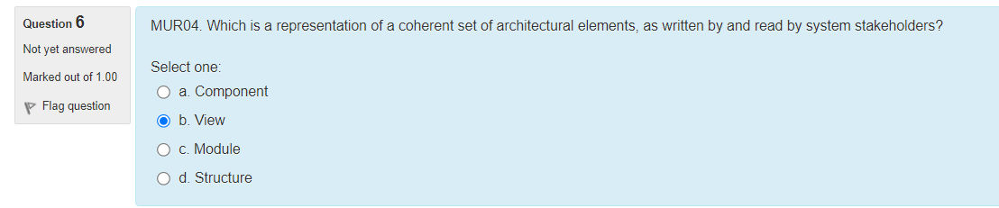 Question 6
Not yet answered
Marked out of 1.00
Flag question
MUR04. Which is a representation of a coherent set of architectural elements, as written by and read by system stakeholders?
Select one:
a. Component
b. View
c. Module
d. Structure